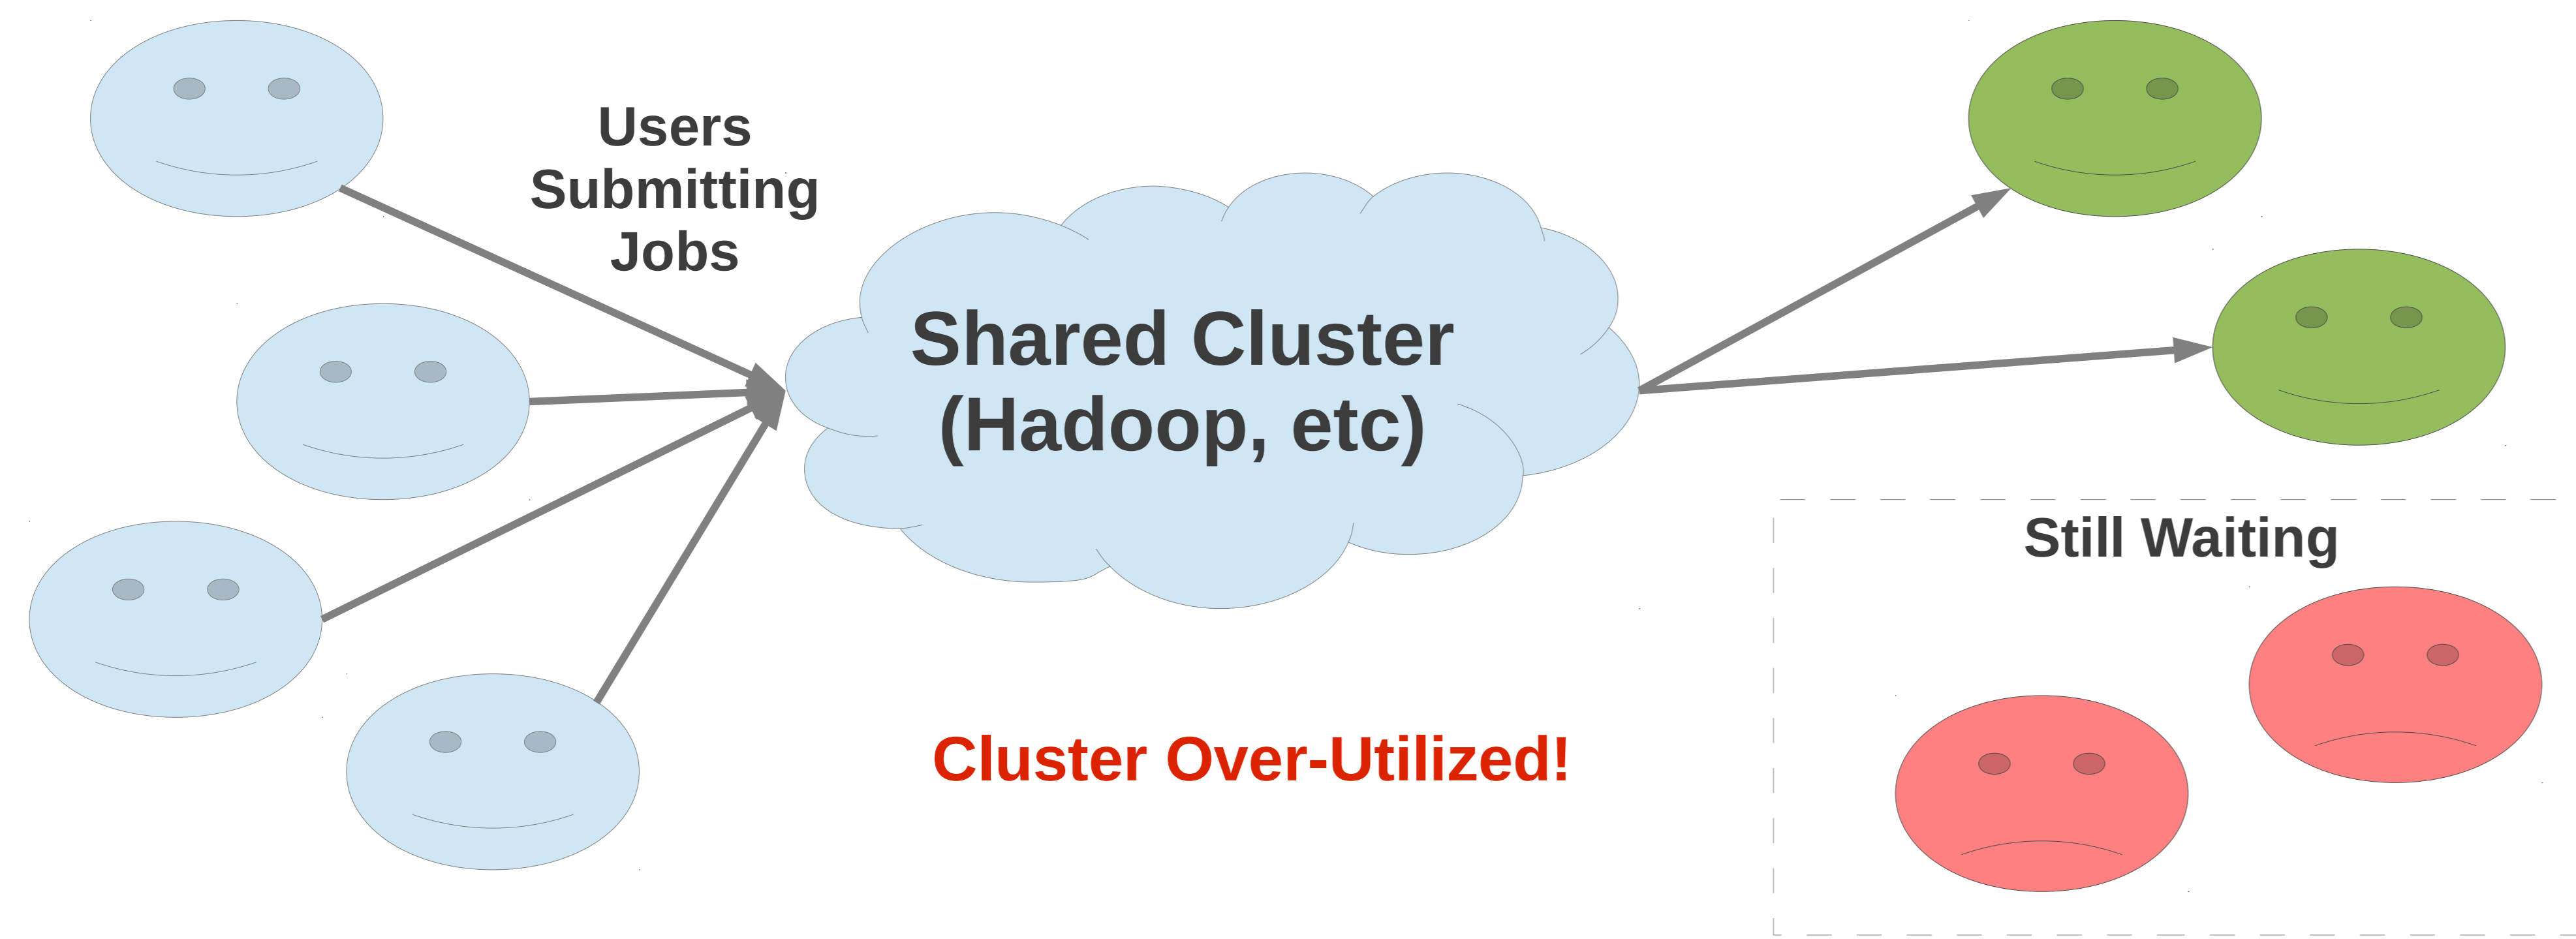 Users
Submitting
Jobs
Shared Cluster
(Hadoop, etc)
Still Waiting
Cluster Over-Utilized!